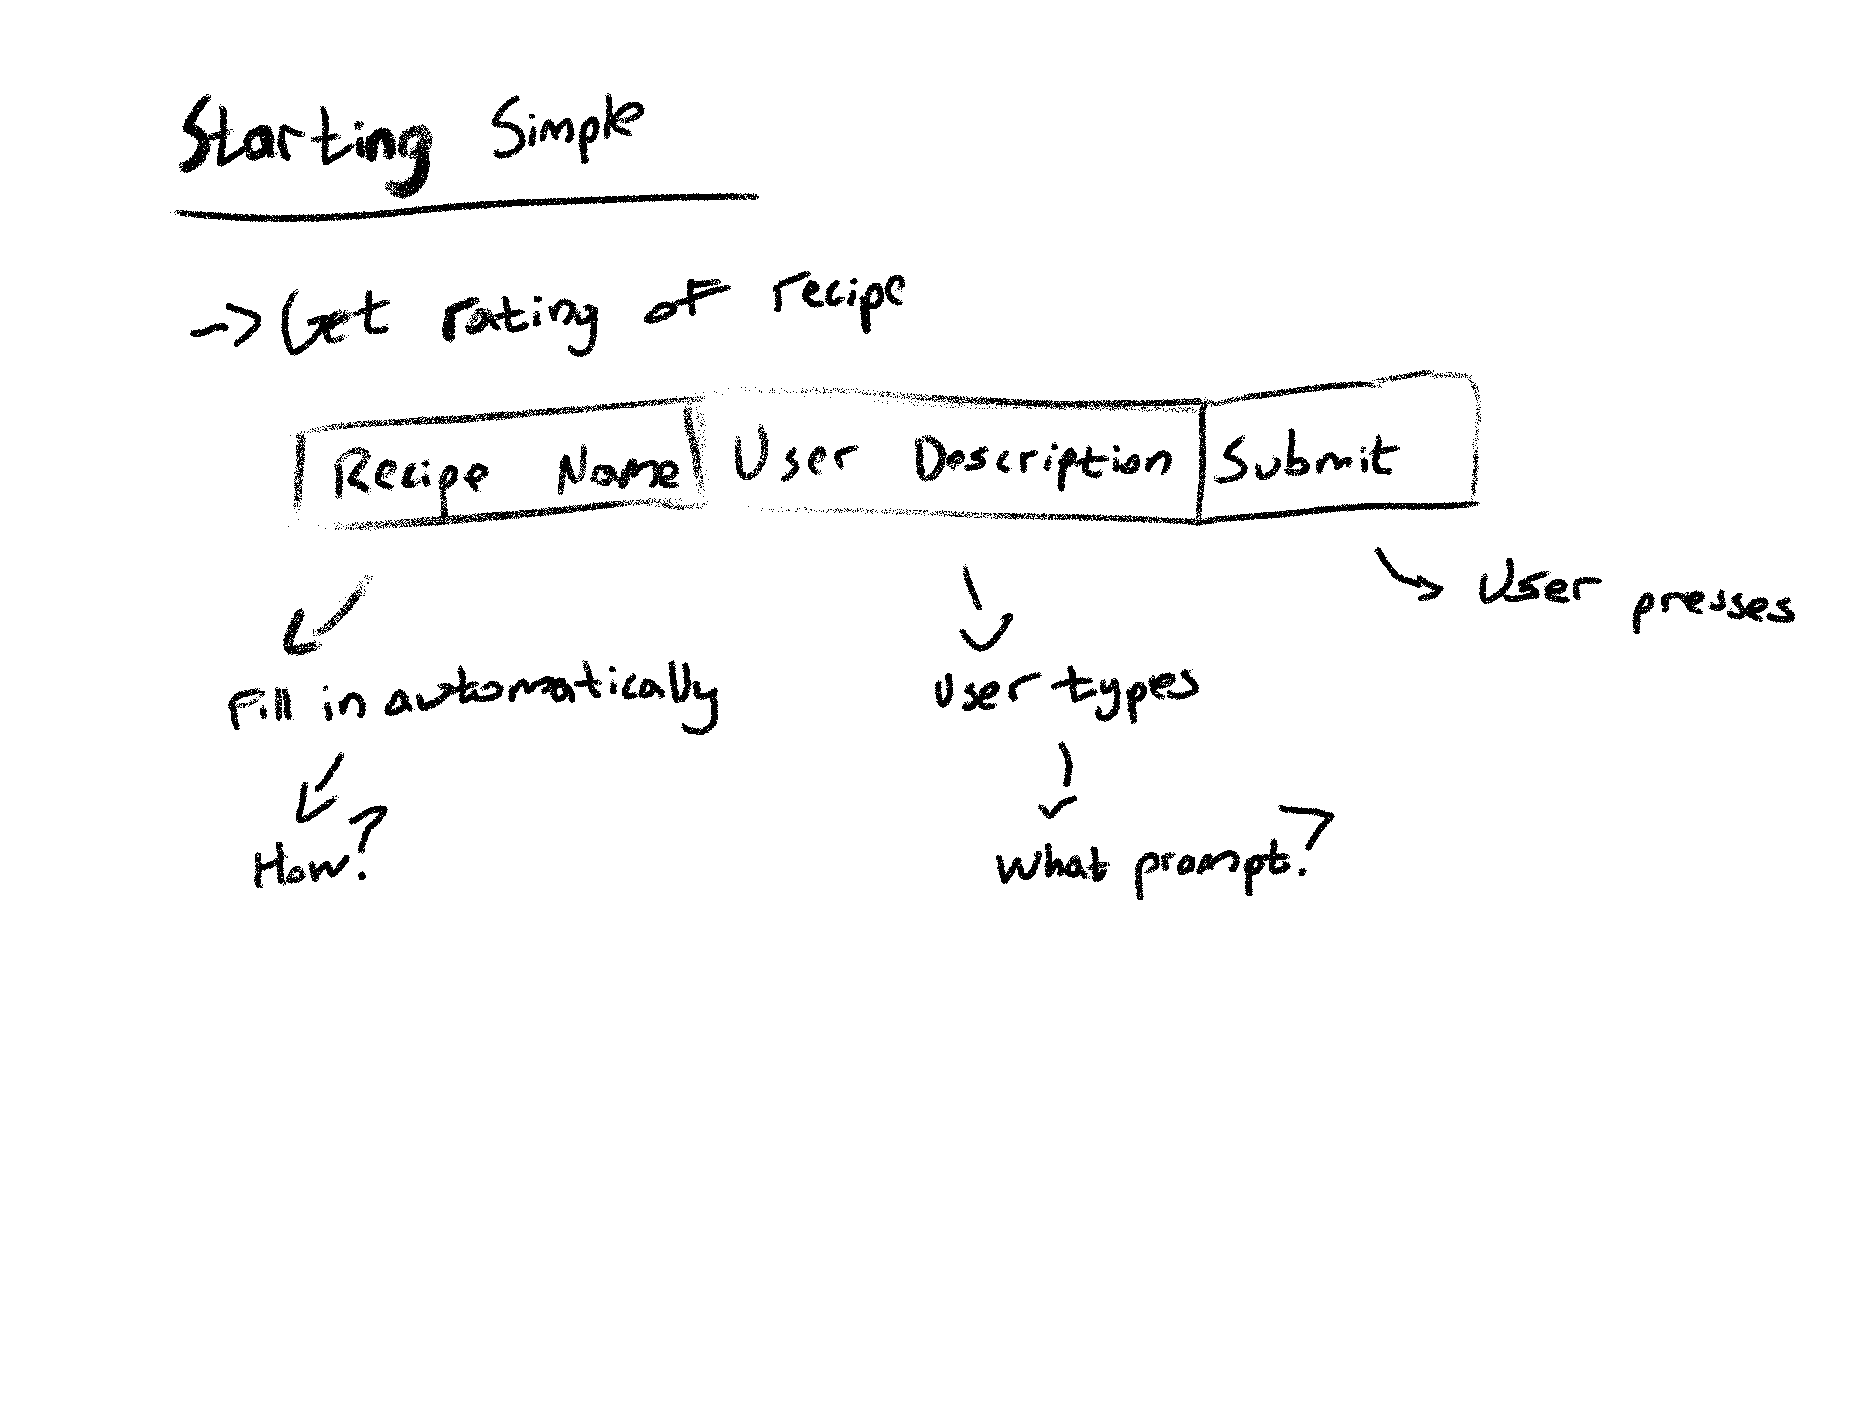 Starting Simple
-> Get rating of recipe
Recipe Name User Description Submit
User presses
Fill in automatically User types
How? What prompt?